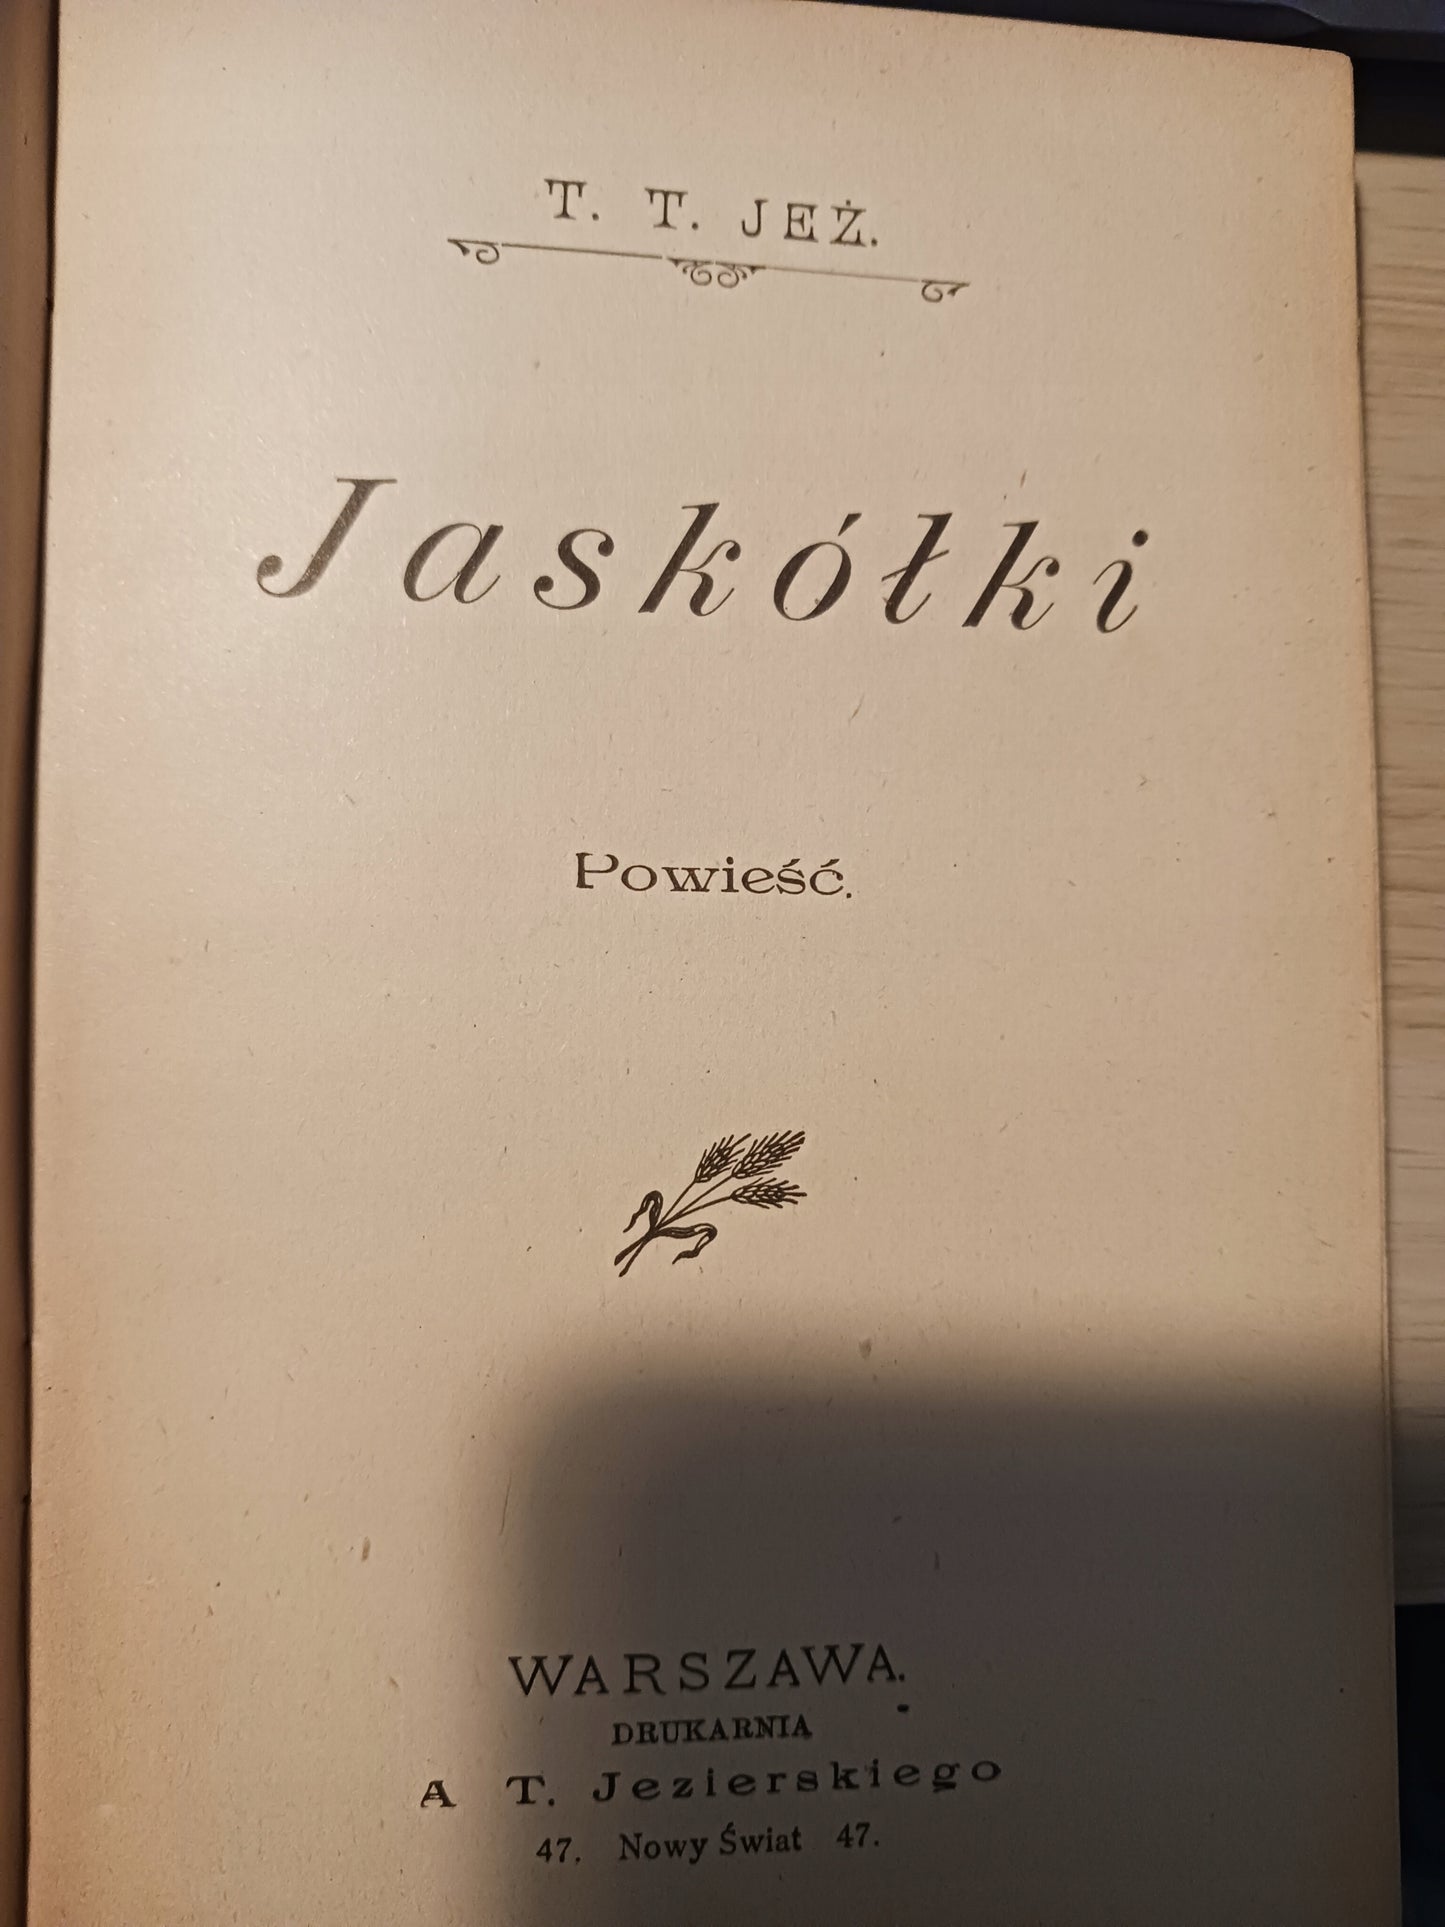 T. T. JEŻ.
Jaskółki
Powieść.
WARSZAWA.
DRUKARNIA
A T. Jezierskiego
47. Nowy Świat 47.